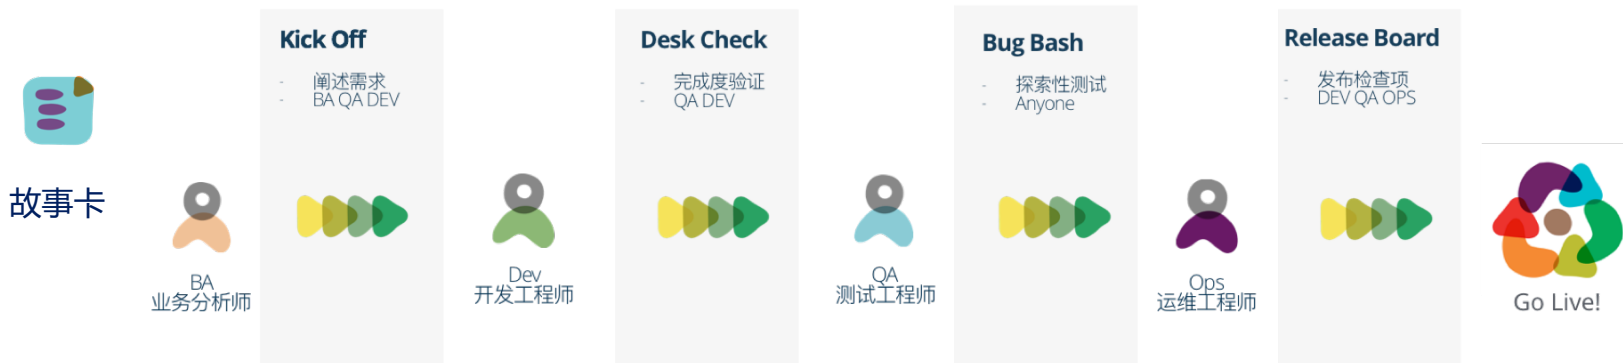 故事卡
BA
业务分析师
Kick Off
- 阐述需求
- BA QA DEV
Dev
开发工程师
Desk Check
- 完成度验证
- QA DEV
QA
测试工程师
Bug Bash
- 探索性测试
- Anyone
Ops
运维工程师
Release Board
- 发布检查项
- DEV QA OPS
Go Live!